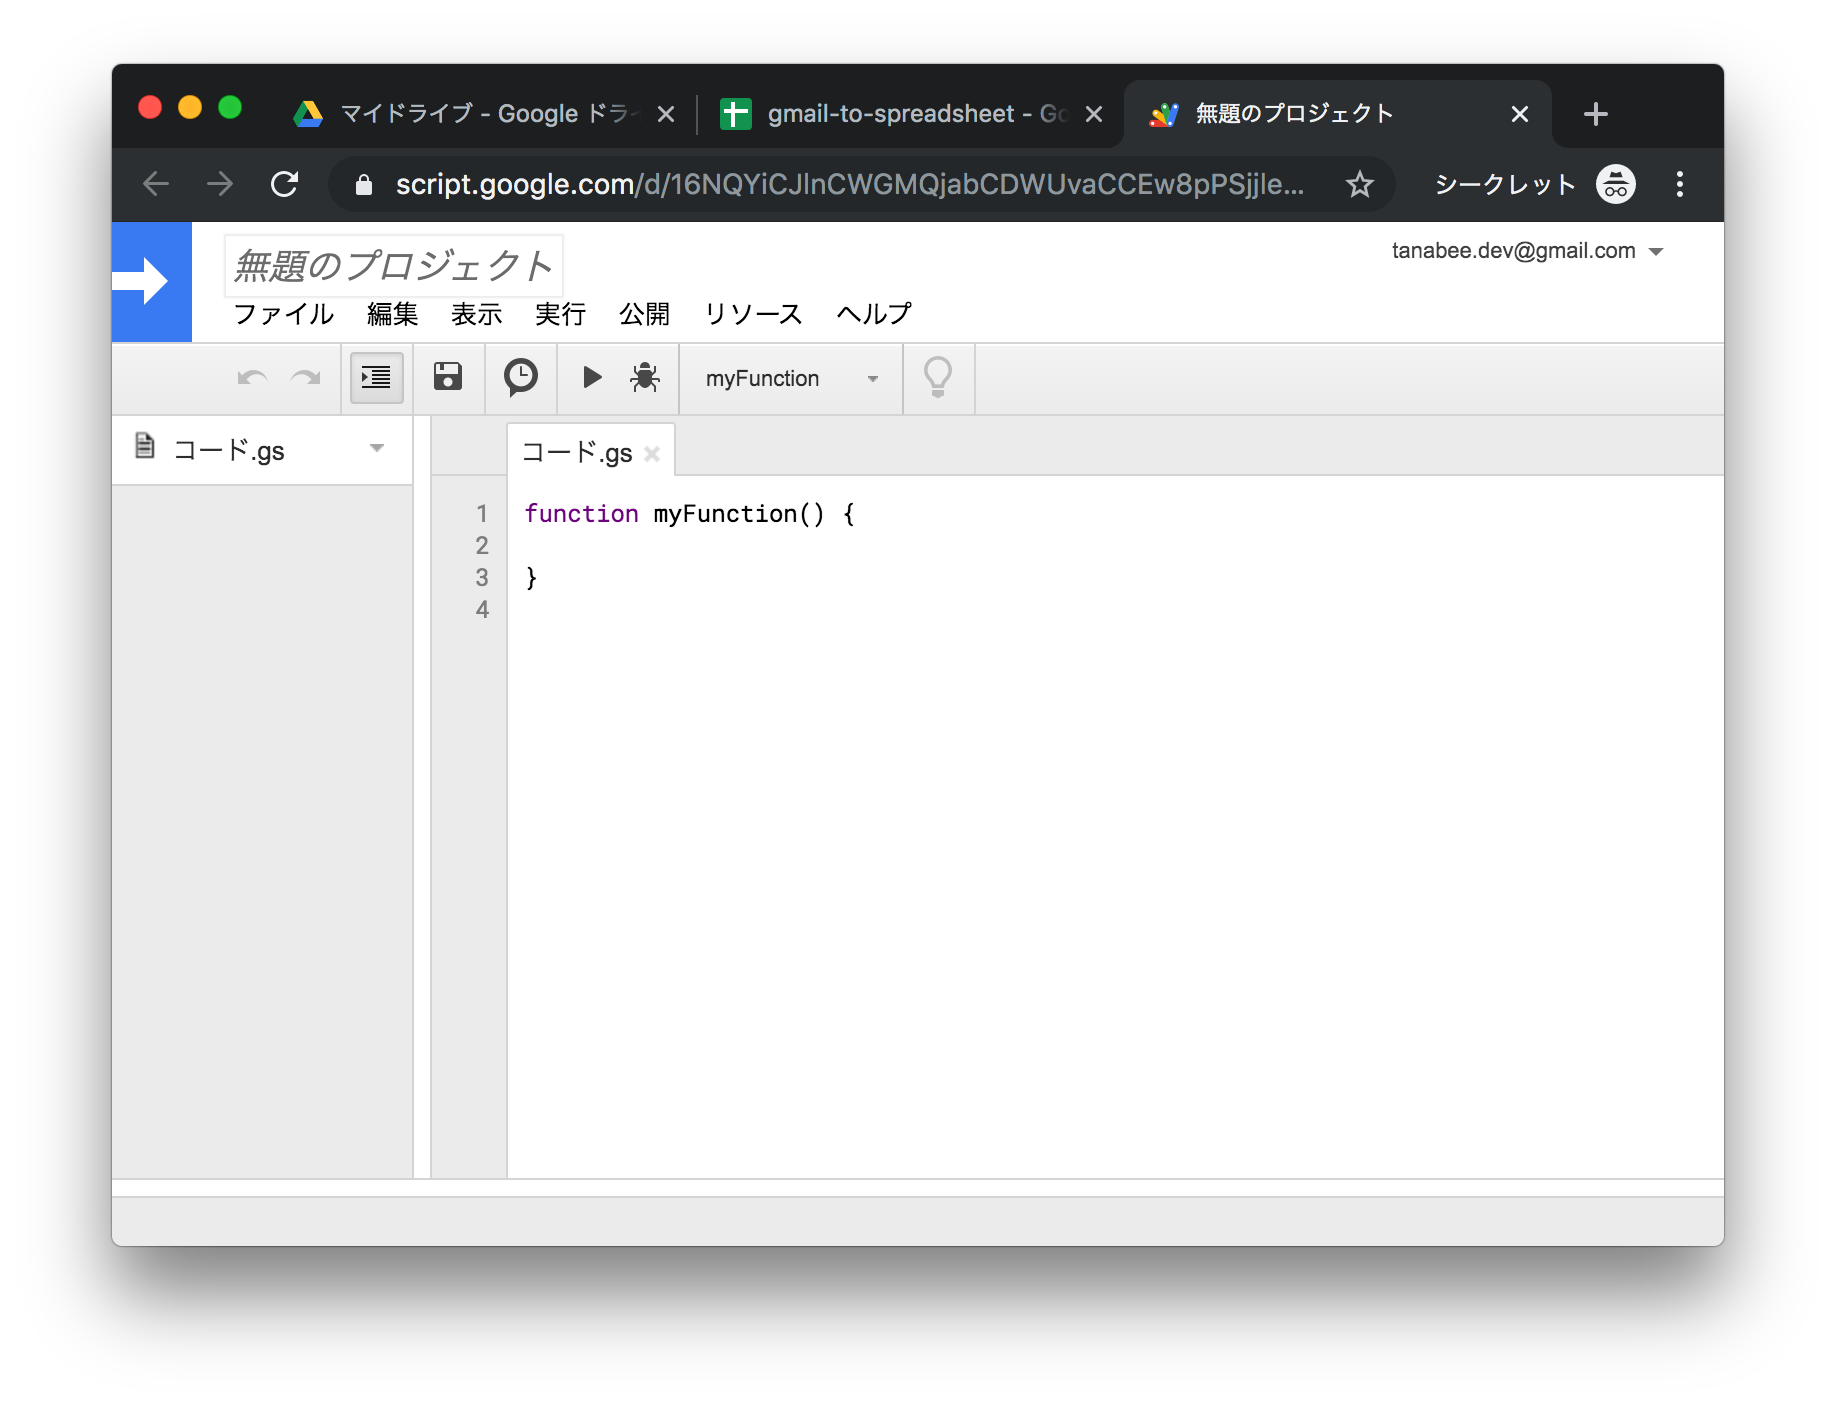 マイドライブ - Google ドライ
gmail-to-spreadsheet - Go
無題のプロジェクト
script.google.com/d/16NQYiCJlnCWGMQjabCDWUvaCCEw8pPSjjle...
シークレット
無題のプロジェクト
tanabee.dev@gmail.com
ファイル 編集 表示 実行 公開 リソース ヘルプ
myFunction
コード.gs
コード.gs
1 function myFunction() {
2
3 }
4